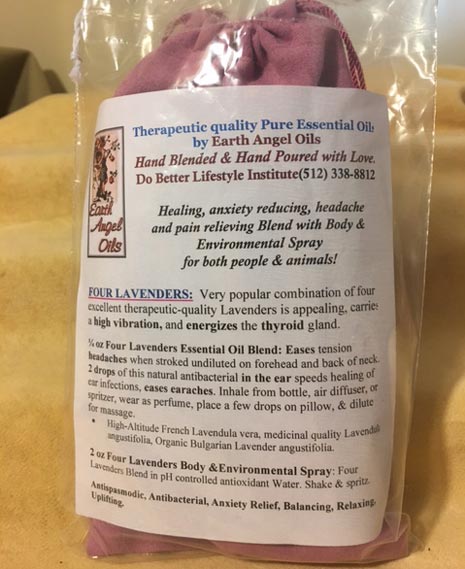 Therapeutic quality Pure Essential Oils
by Earth Angel Oils
Hand Blended & Hand Poured with Love.
Do Better Lifestyle Institute(512) 338-8812
Earth
Angel
Oils
Healing, anxiety reducing, headache
and pain relieving Blend with Body &
Environmental Spray
for both people & animals!
FOUR LAVENDERS: Very popular combination of four
excellent therapeutic-quality Lavenders is appealing, carries
a high vibration, and energizes the thyroid gland.
¾ oz Four Lavenders Essential Oil Blend: Eases tension
headaches when stroked undiluted on forehead and back of neck.
2 drops of this natural antibacterial in the ear speeds healing of
ear infections, eases earaches. Inhale from bottle, air diffuser, or
spritzer, wear as perfume, place a few drops on pillow, & dilute
for massage.
• High-Altitude French Lavendula vera, medicinal quality Lavendula
angustifolia, Organic Bulgarian Lavender angustifolia.
2 oz Four Lavenders Body &Environmental Spray: Four
Lavenders Blend in pH controlled antioxidant Water. Shake & spritz.
Antispasmodic, Antibacterial, Anxiety Relief, Balancing, Relaxing,
Uplifting.